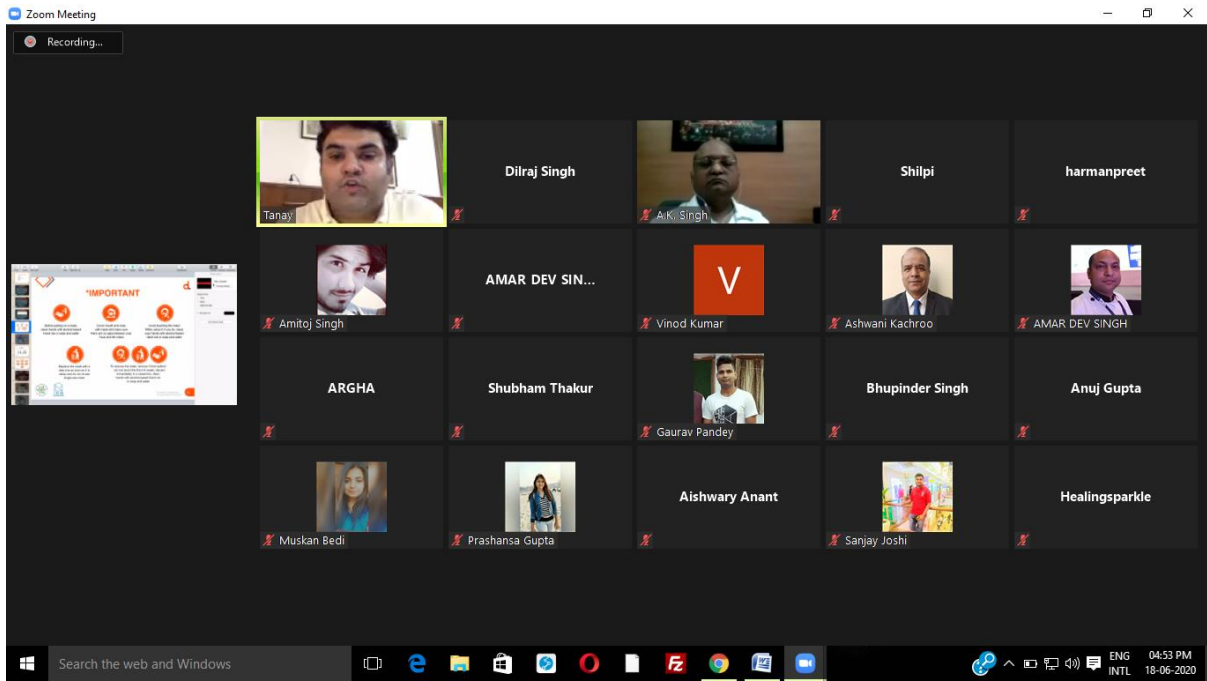 Zoom Meeting
Recording...
Tanay
Dilraj Singh
A.K. Singh
Shilpi
harmanpreet
*IMPORTANT
Amitoj Singh
AMAR DEV SIN...
V
Vinod Kumar
Ashwani Kachroo
AMAR DEV SINGH
ARGHA
Shubham Thakur
Gaurav Pandey
Bhupinder Singh
Anuj Gupta
Muskan Bedi
Prashansa Gupta
Aishwary Anant
Sanjay Joshi
Healingsparkle
Search the web and Windows
ENG
INTL
04:53 PM
18-06-2020